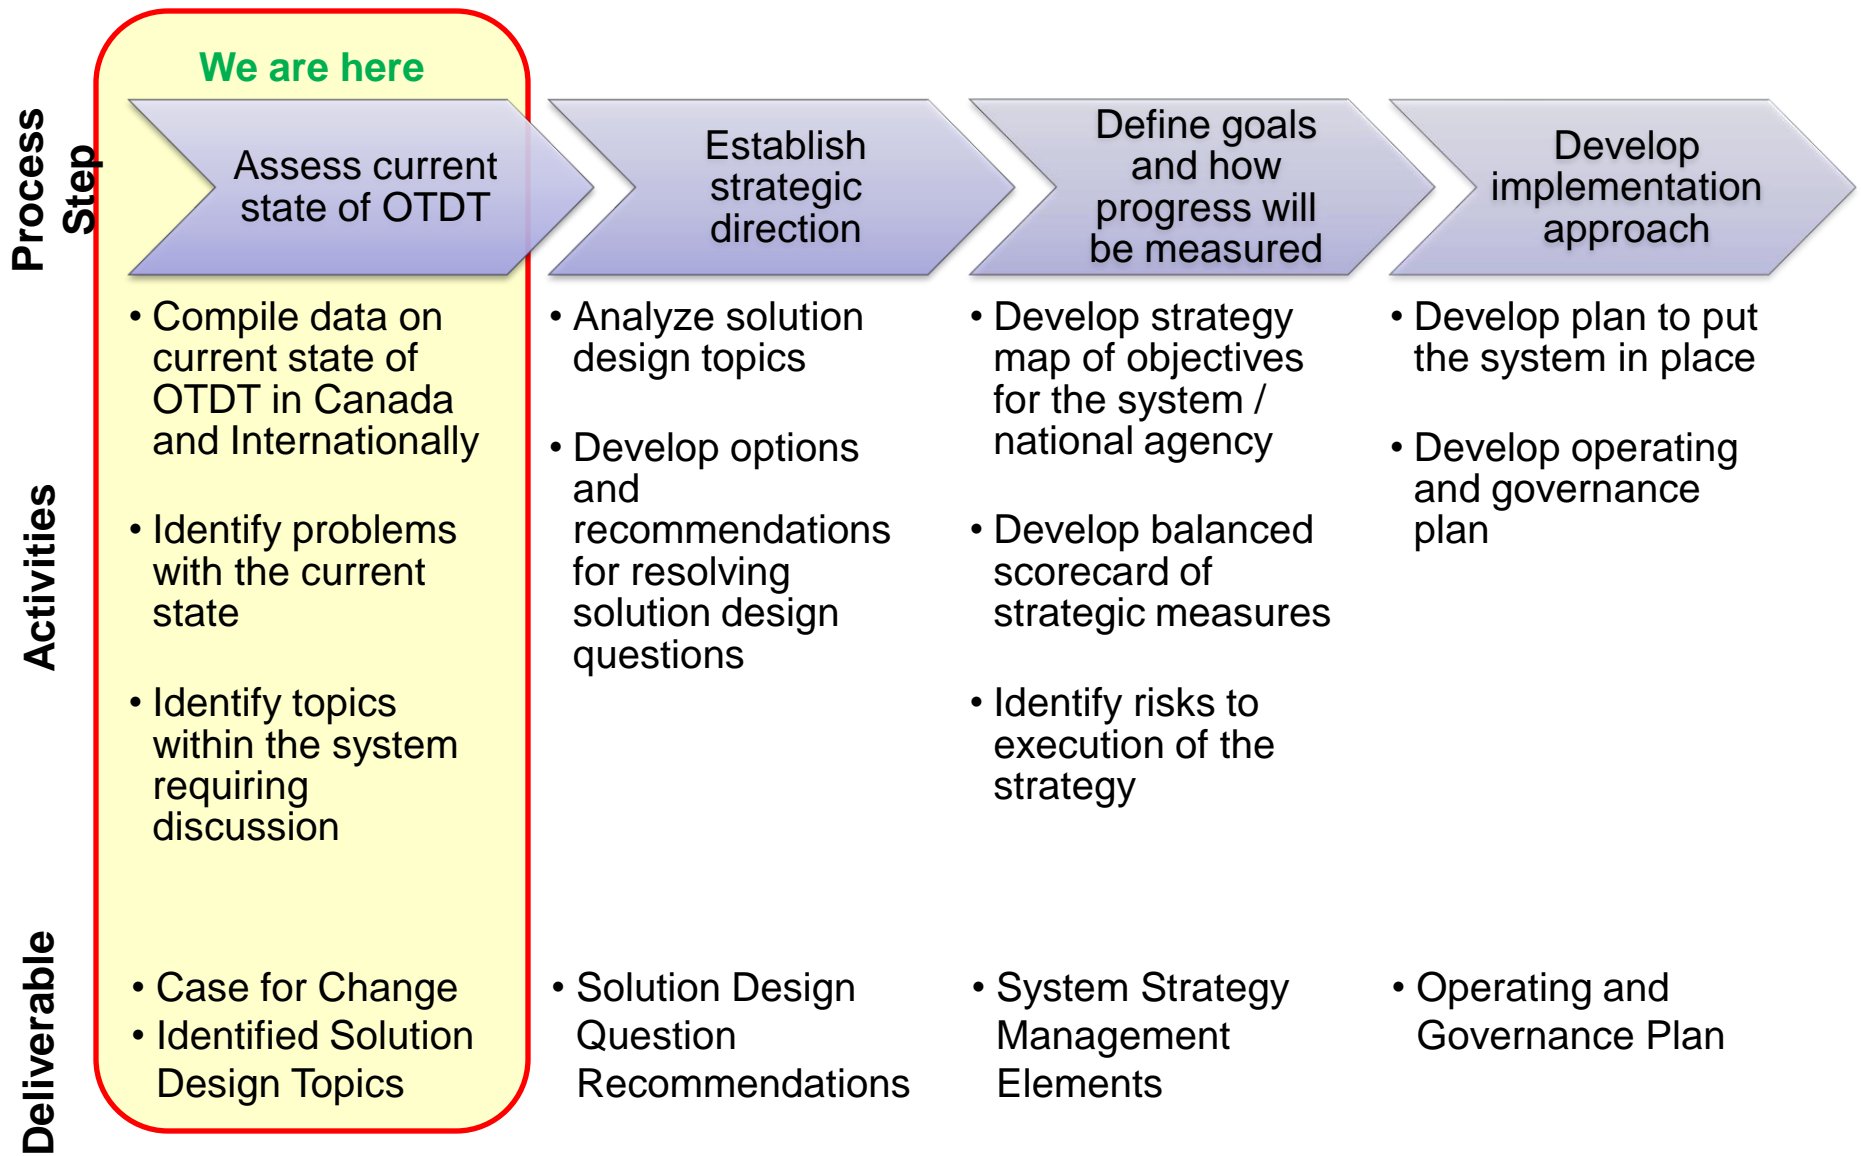 We are here
Process
Step
Assess current
state of OTDT
Establish
strategic
direction
Define goals
and how
progress will
be measured
Develop
implementation
approach
Activities
• Compile data on
current state of
OTDT in Canada
and Internationally
• Identify problems
with the current
state
• Identify topics
within the system
requiring
discussion
• Analyze solution
design topics
• Develop options
and
recommendations
for resolving
solution design
questions
• Develop strategy
map of objectives
for the system /
national agency
• Develop balanced
scorecard of
strategic measures
• Identify risks to
execution of the
strategy
• Develop plan to put
the system in place
• Develop operating
and governance
plan
Deliverable
• Case for Change
• Identified Solution
Design Topics
• Solution Design
Question
Recommendations
• System Strategy
Management
Elements
• Operating and
Governance Plan